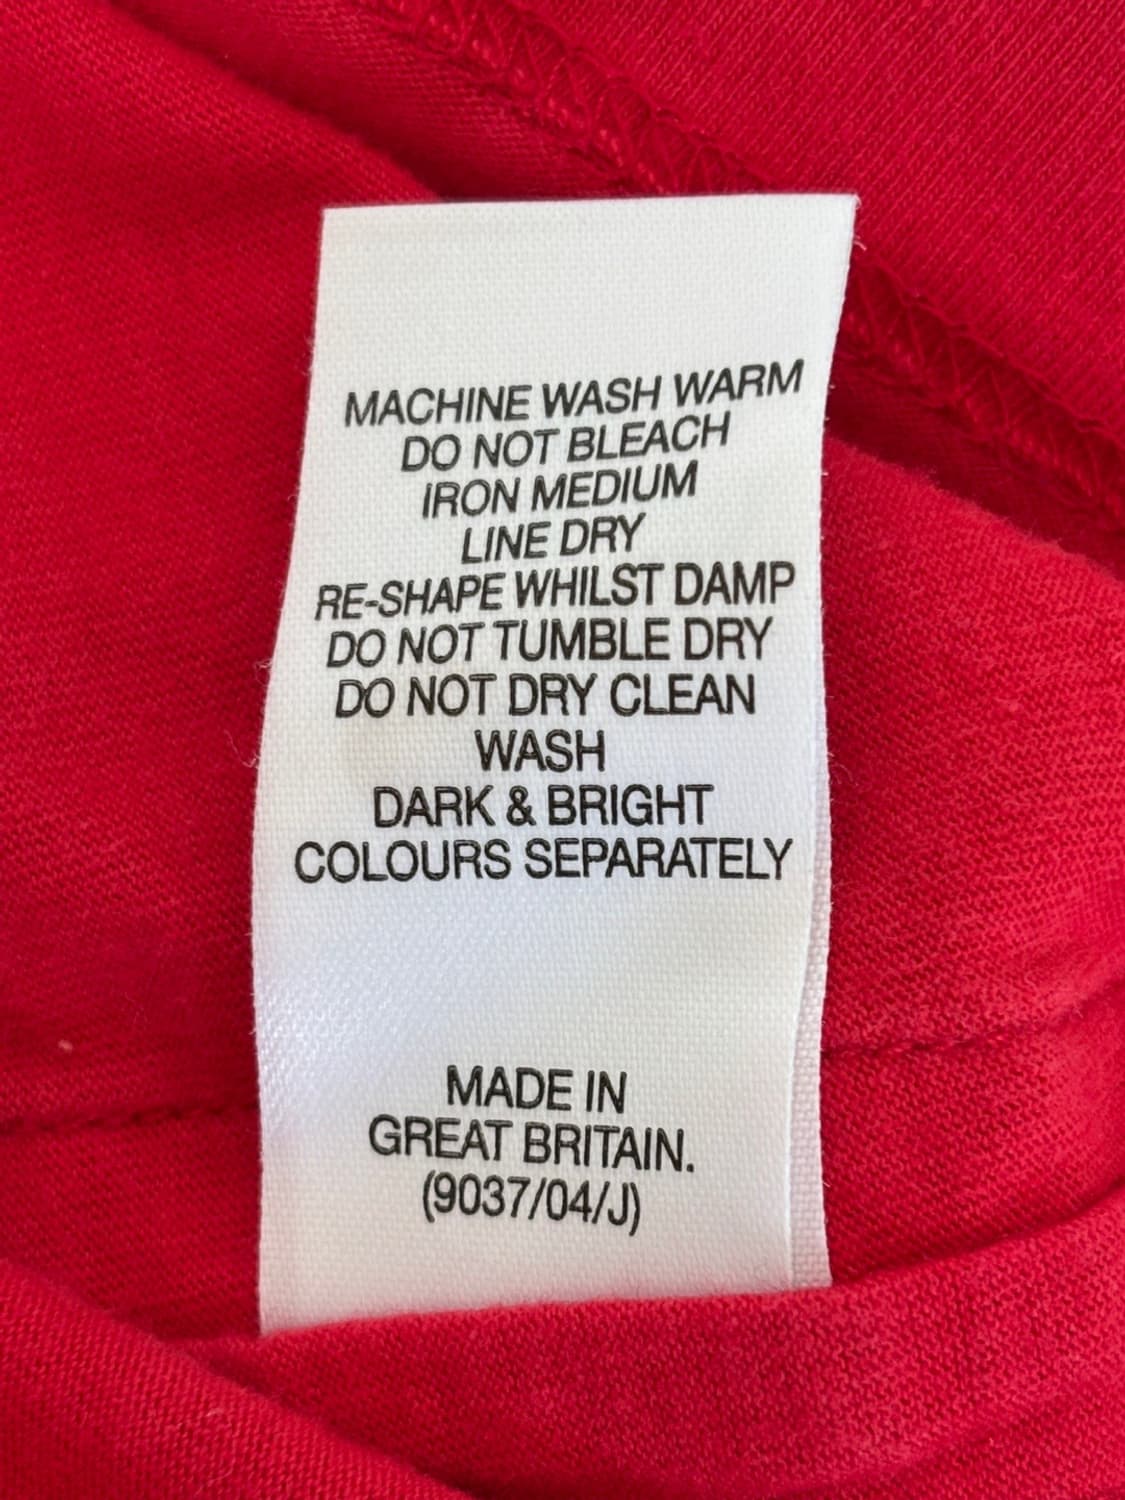 MACHINE WASH WARM
DO NOT BLEACH
IRON MEDIUM
LINE DRY
RE-SHAPE WHILST DAMP
DO NOT TUMBLE DRY
DO NOT DRY CLEAN
WASH
DARK & BRIGHT
COLOURS SEPARATELY
MADE IN
GREAT BRITAIN.
(9037/04/J)